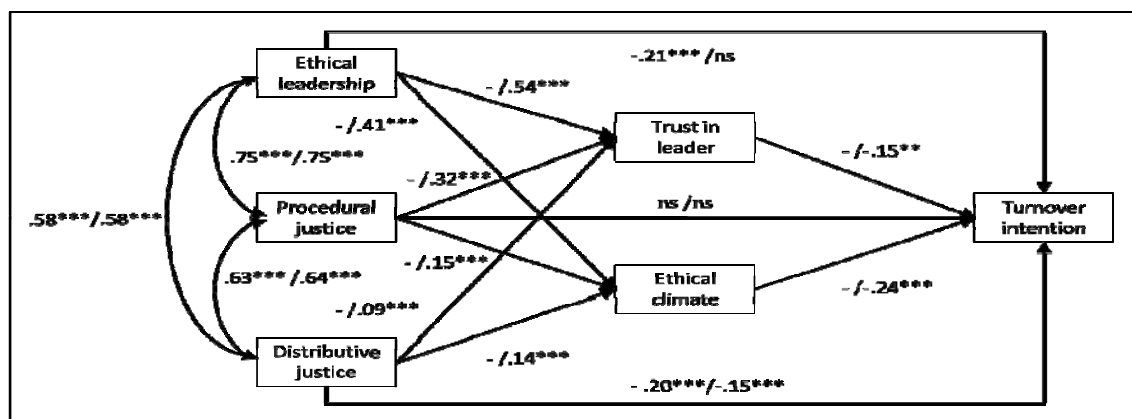 -.21*** /ns
Ethical
leadership
- /.54***
- /.41***
Trust in
leader
.75***/.75***
- /-.15**
- /.32***
.58***/.58***
Procedural
justice
ns /ns
Turnover
intention
- /.15***
.63***/.64***
Ethical
climate
- /-.24***
- /.09***
Distributive
justice
- /.14***
- .20***/-.15***